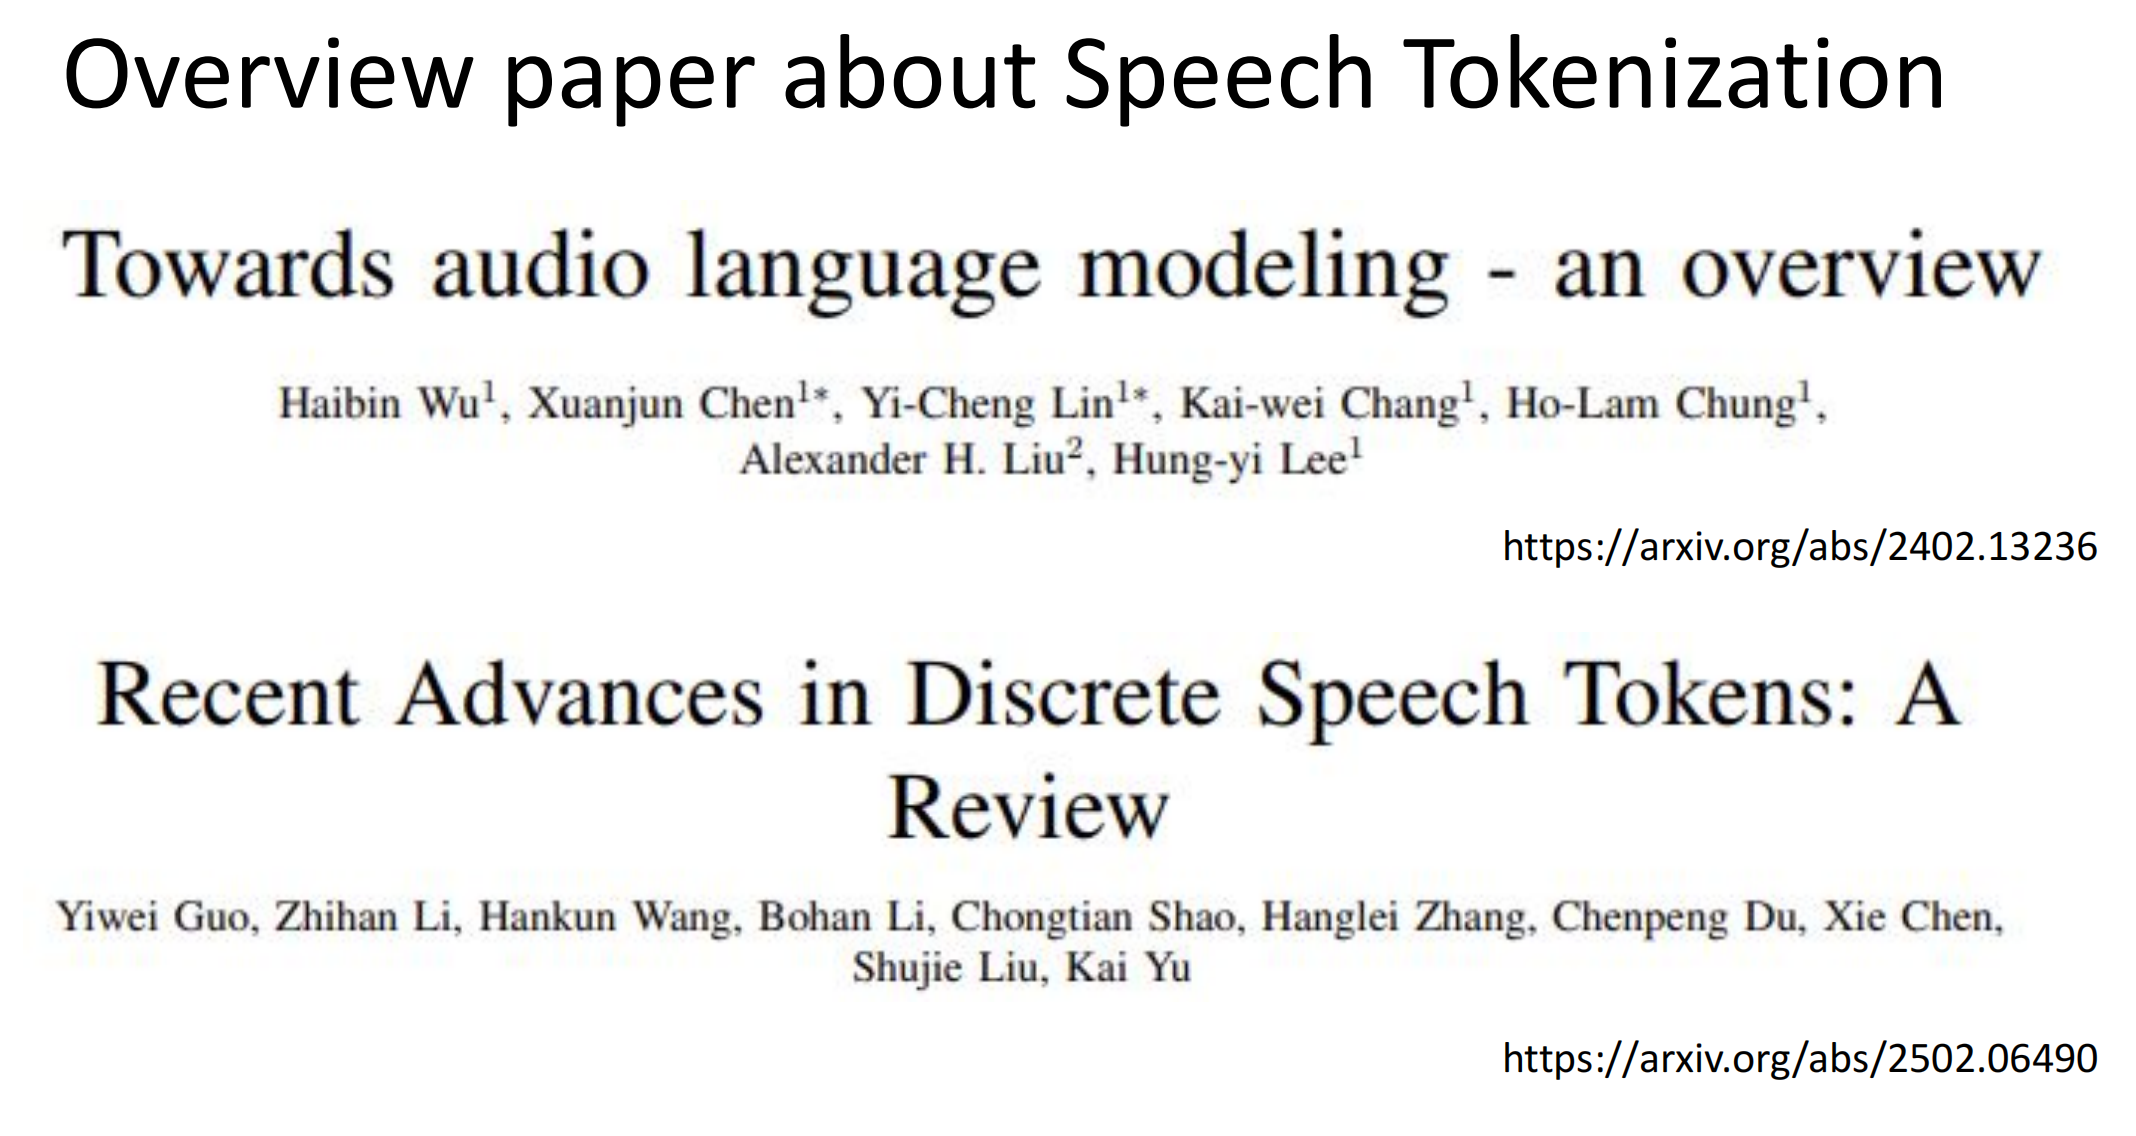 Overview paper about Speech Tokenization
Towards audio language modeling - an overview
Haibin Wu¹, Xuanjun Chen¹*, Yi-Cheng Lin¹*, Kai-wei Chang¹, Ho-Lam Chung¹,
Alexander H. Liu², Hung-yi Lee¹
https://arxiv.org/abs/2402.13236
Recent Advances in Discrete Speech Tokens: A
Review
Yiwei Guo, Zhihan Li, Hankun Wang, Bohan Li, Chongtian Shao, Hanglei Zhang, Chenpeng Du, Xie Chen,
Shujie Liu, Kai Yu
https://arxiv.org/abs/2502.06490